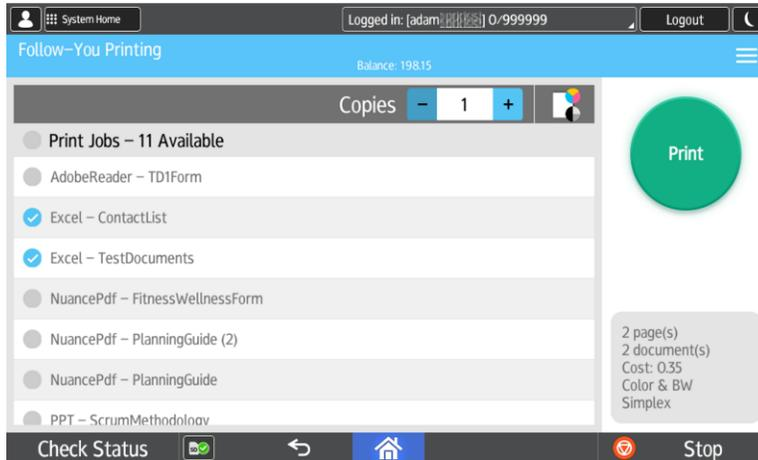 System Home
Logged in: [adam ] 0/999999
Logout
Follow-You Printing
Balance: 198.15
Copies - 1 +
Print Jobs - 11 Available
Print
AdobeReader - TD1Form
Excel - ContactList
Excel - TestDocuments
NuancePdf - FitnessWellnessForm
NuancePdf - PlanningGuide (2)
NuancePdf - PlanningGuide
PPT - ScrumMethodology
2 page(s)
2 document(s)
Cost: 0.35
Color & BW
Simplex
Check Status
Stop